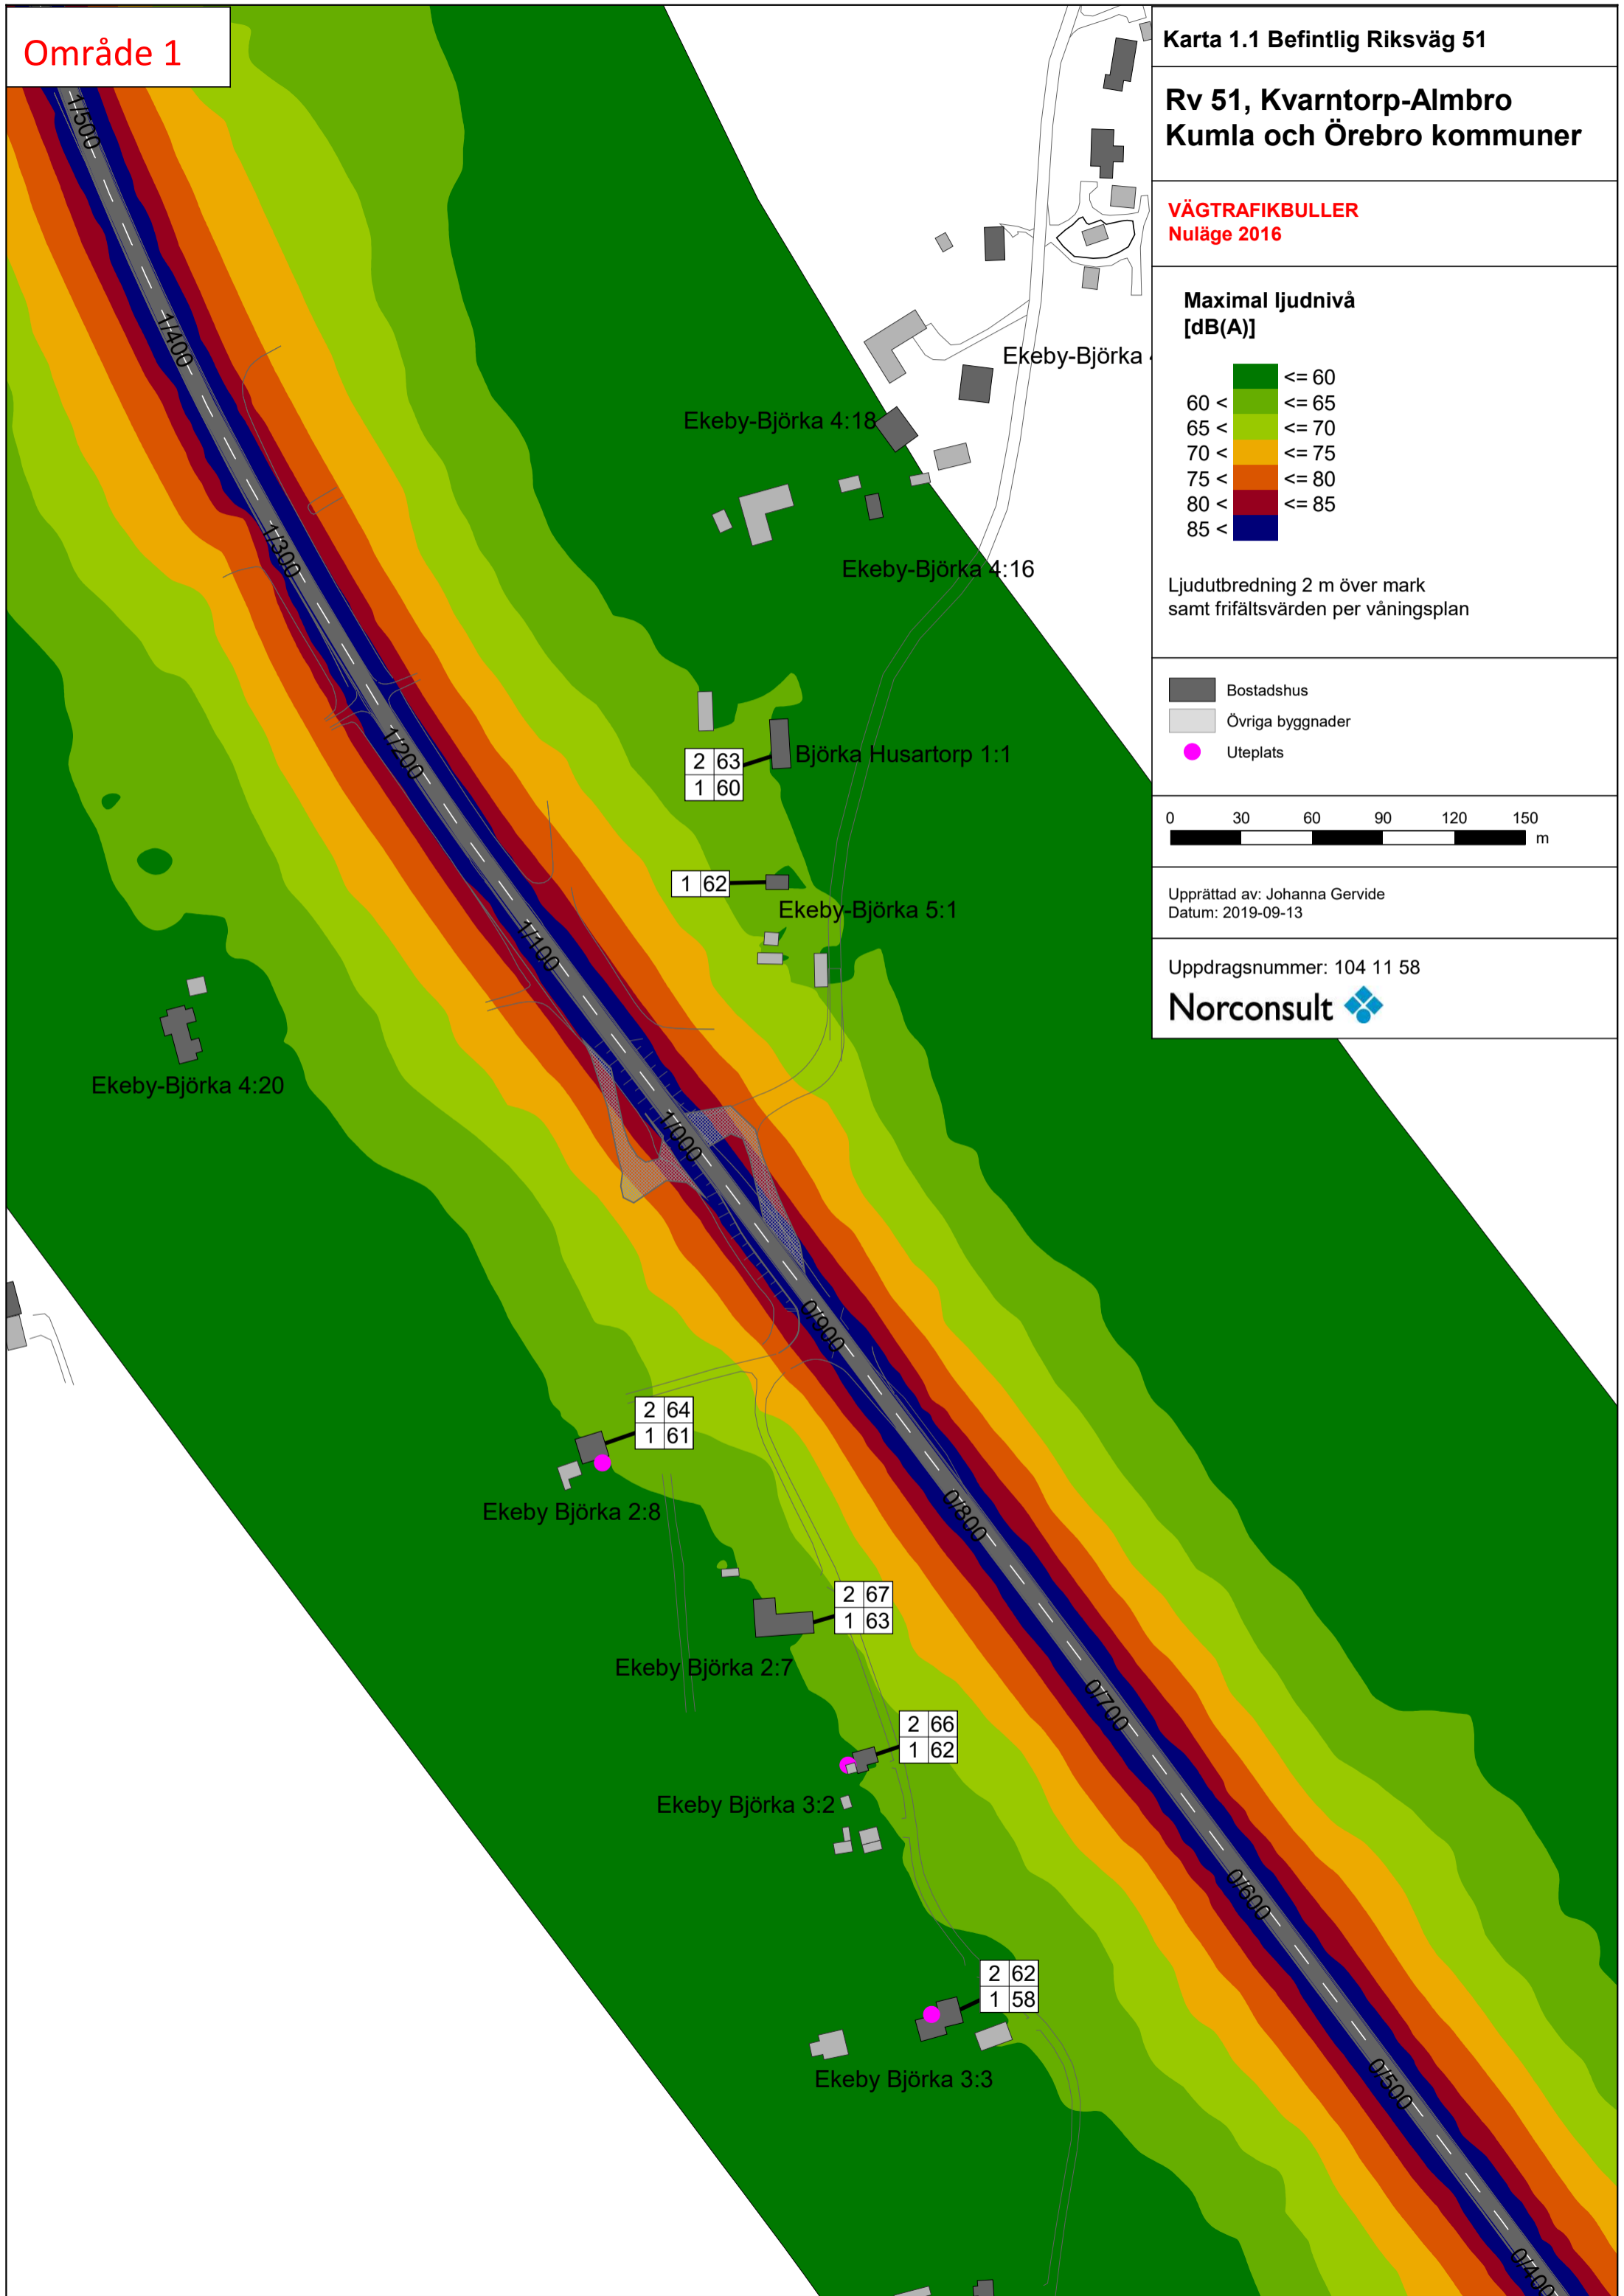 Område 1
Karta 1.1 Befintlig Riksväg 51
Rv 51, Kvarntorp-Almbro
Kumla och Örebro kommuner
VÄGTRAFIKBULLER
Nuläge 2016
Maximal ljudnivå
[dB(A)]
<= 60
60 < <= 65
65 < <= 70
70 < <= 75
75 < <= 80
80 < <= 85
85 <
Ljudutbredning 2 m över mark
samt frifältsvärden per våningsplan
Bostadshus
Övriga byggnader
Uteplats
0 30 60 90 120 150
m
Upprättad av: Johanna Gervide
Datum: 2019-09-13
Uppdragsnummer: 104 11 58
Norconsult
1/500
1/400
Ekeby-Björka
Ekeby-Björka 4:18
1/300
Ekeby-Björka 4:16
1/200
Björka Husartorp 1:1
2 63
1 60
1 62
Ekeby-Björka 5:1
1/100
Ekeby-Björka 4:20
1/000
0/900
2 64
1 61
Ekeby Björka 2:8
0/800
2 67
1 63
Ekeby Björka 2:7
0/700
2 66
1 62
Ekeby Björka 3:2
0/600
2 62
1 58
Ekeby Björka 3:3
0/500
0/400